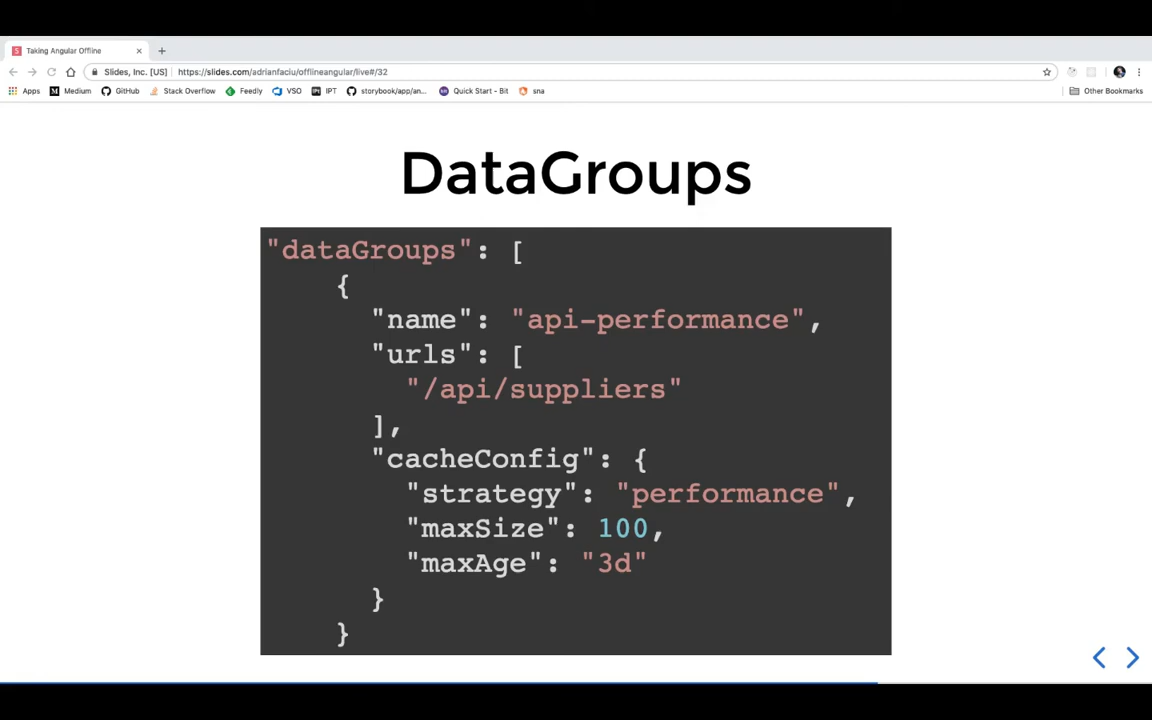 Taking Angular Offline
Slides, Inc. [US] https://slides.com/adrianfaciu/offlineangular/live#/32
Apps Medium GitHub Stack Overflow Feedly VSO IPT storybook/app/an... Quick Start - Bit sna Other Bookmarks
DataGroups
"dataGroups": [
{
"name": "api-performance",
"urls": [
"/api/suppliers"
],
"cacheConfig": {
"strategy": "performance",
"maxSize": 100,
"maxAge": "3d"
}
}